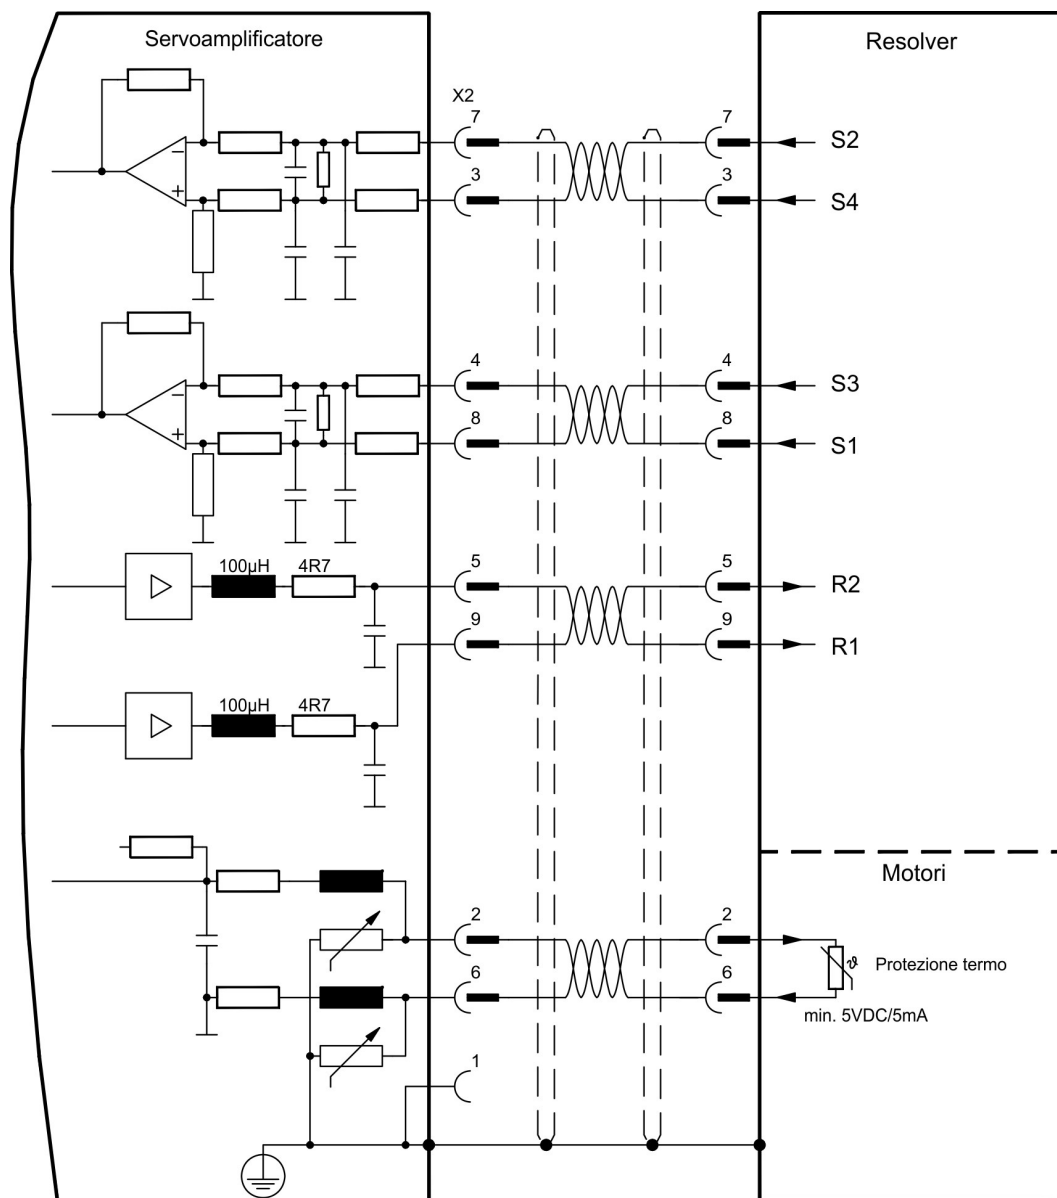 Servoamplificatore
Resolver
X2
7
7
S2
−
+
3
3
S4
4
4
S3
−
+
8
8
S1
100µH
4R7
5
5
R2
9
9
R1
100µH
4R7
Motori
2
2
ϑ
Protezione termo
6
6
min. 5VDC/5mA
1